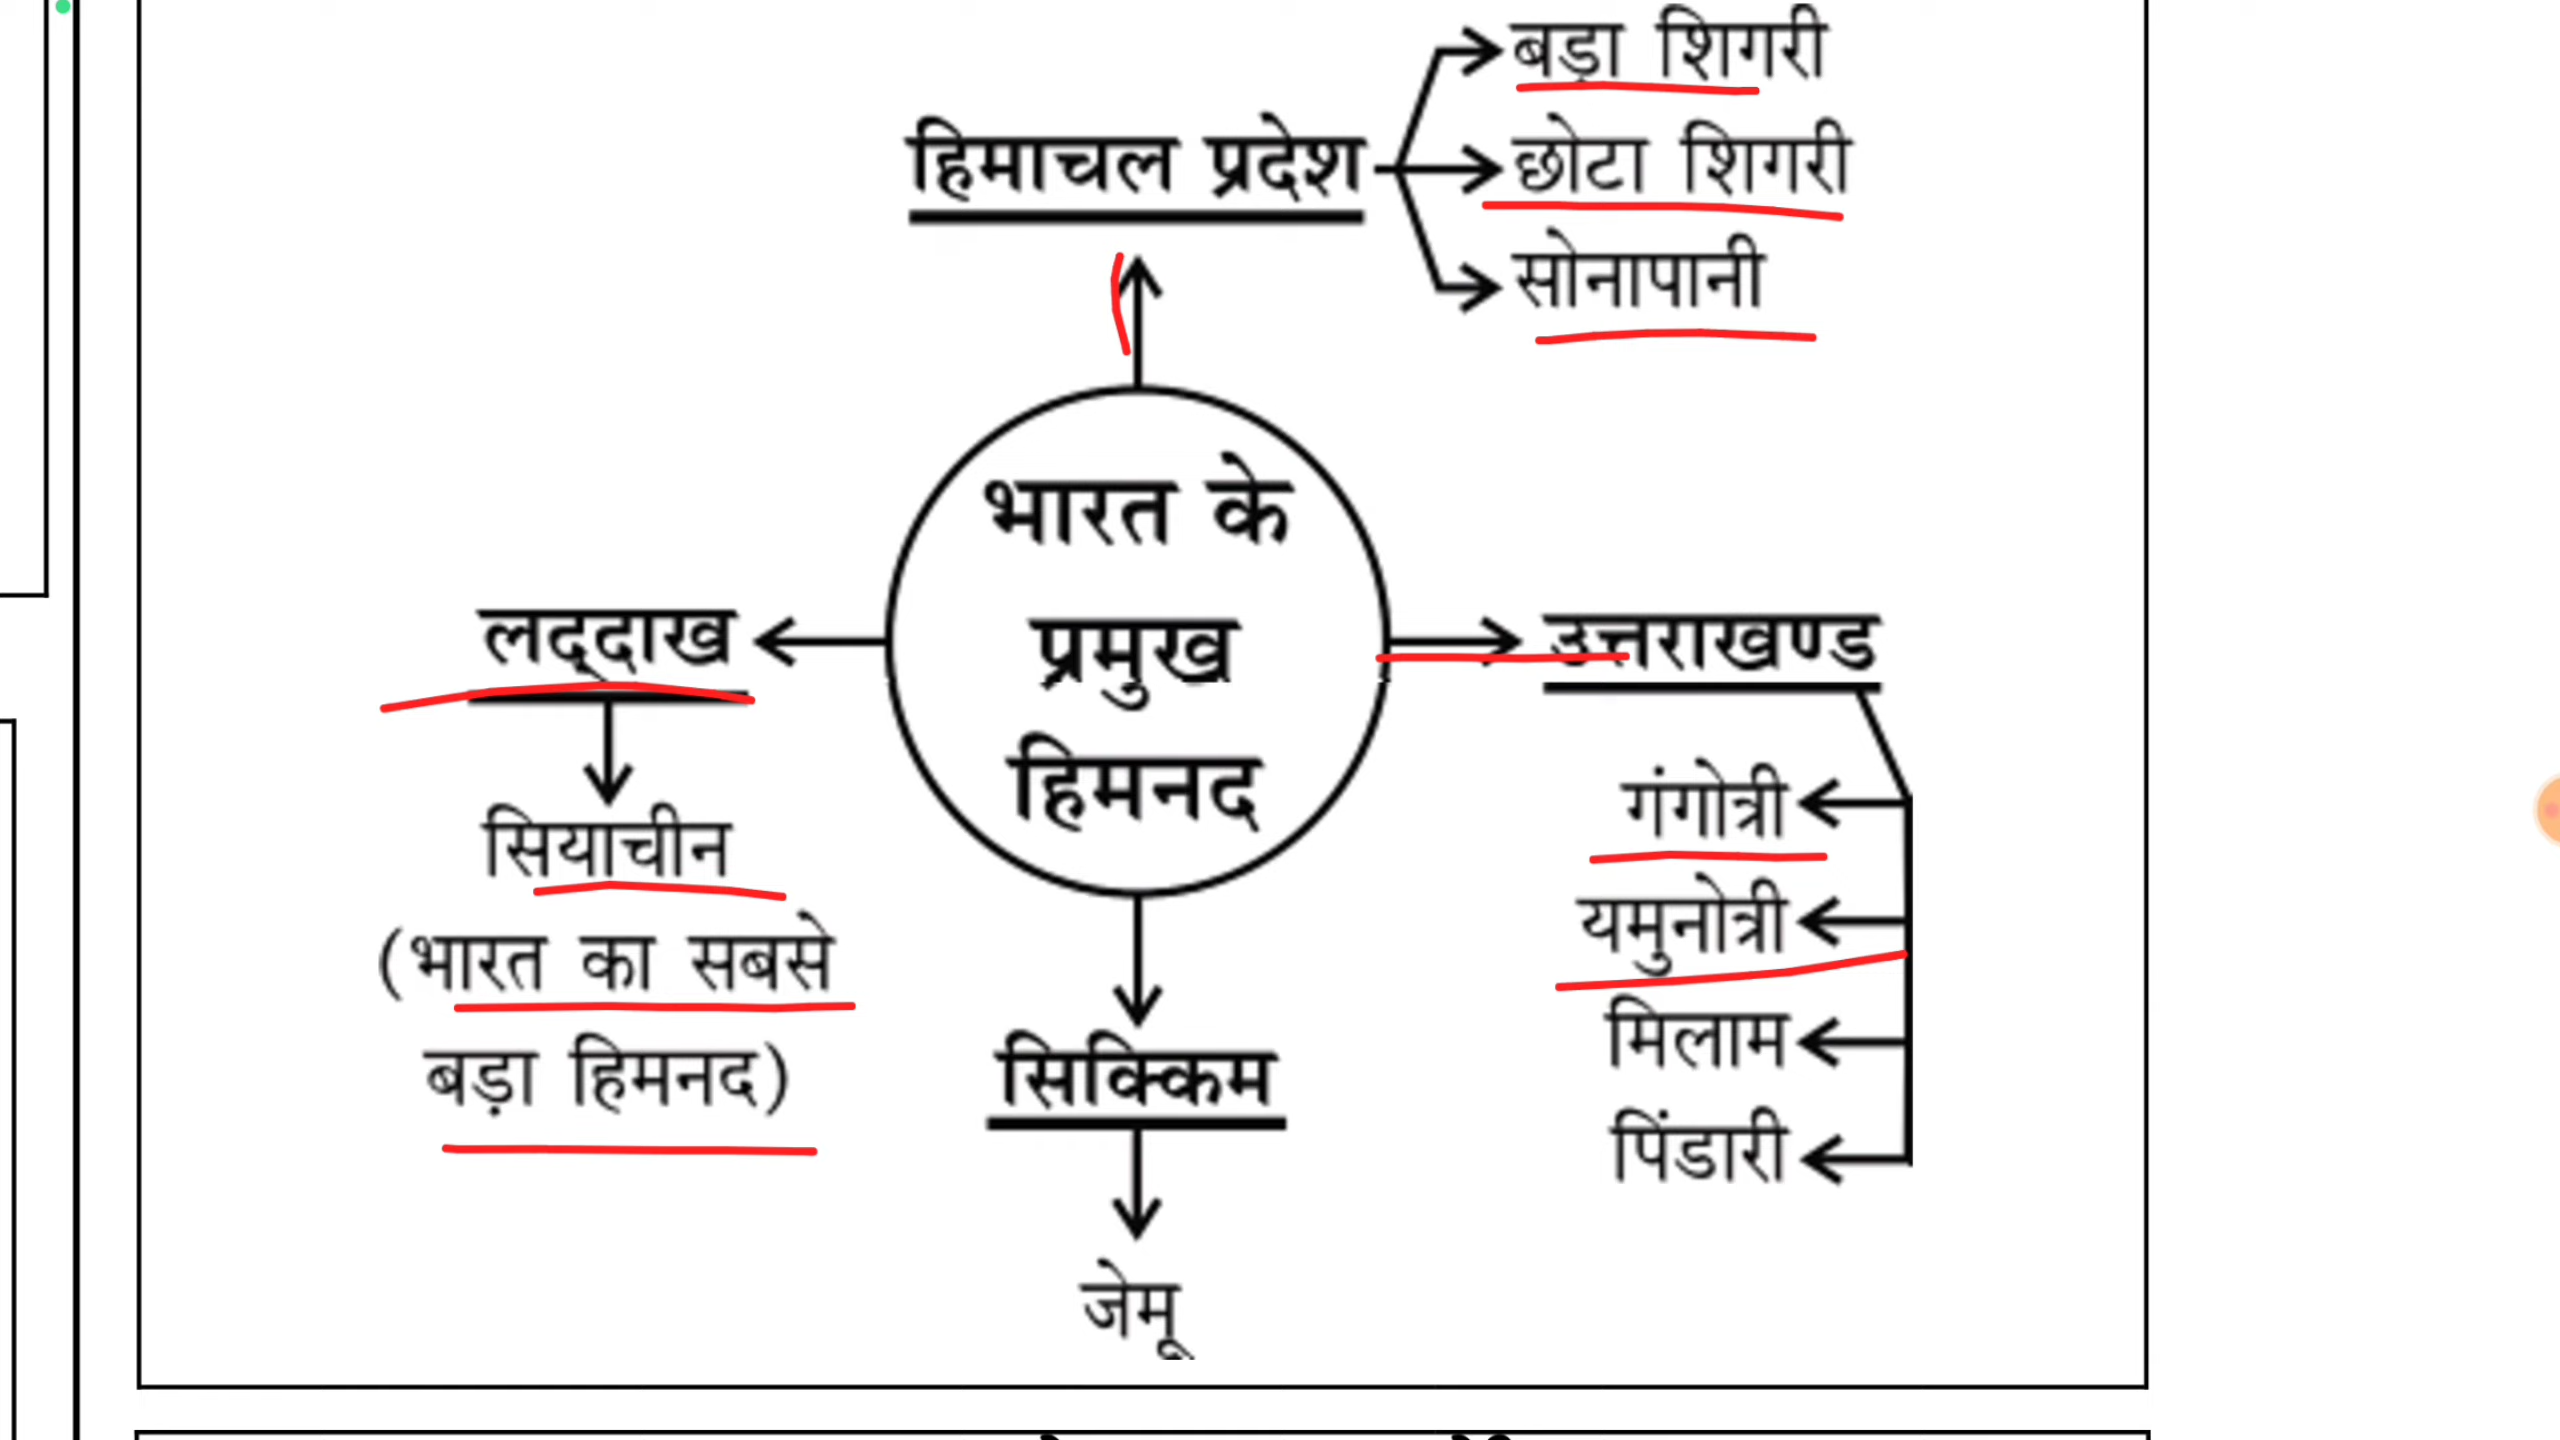 बड़ा शिगरी
हिमाचल प्रदेश
छोटा शिगरी
सोनापानी
भारत के
प्रमुख
हिमनद
लद्दाख
सियाचीन
(भारत का सबसे
बड़ा हिमनद)
उत्तराखण्ड
गंगोत्री
यमुनोत्री
मिलाम
पिंडारी
सिक्किम
जेमू